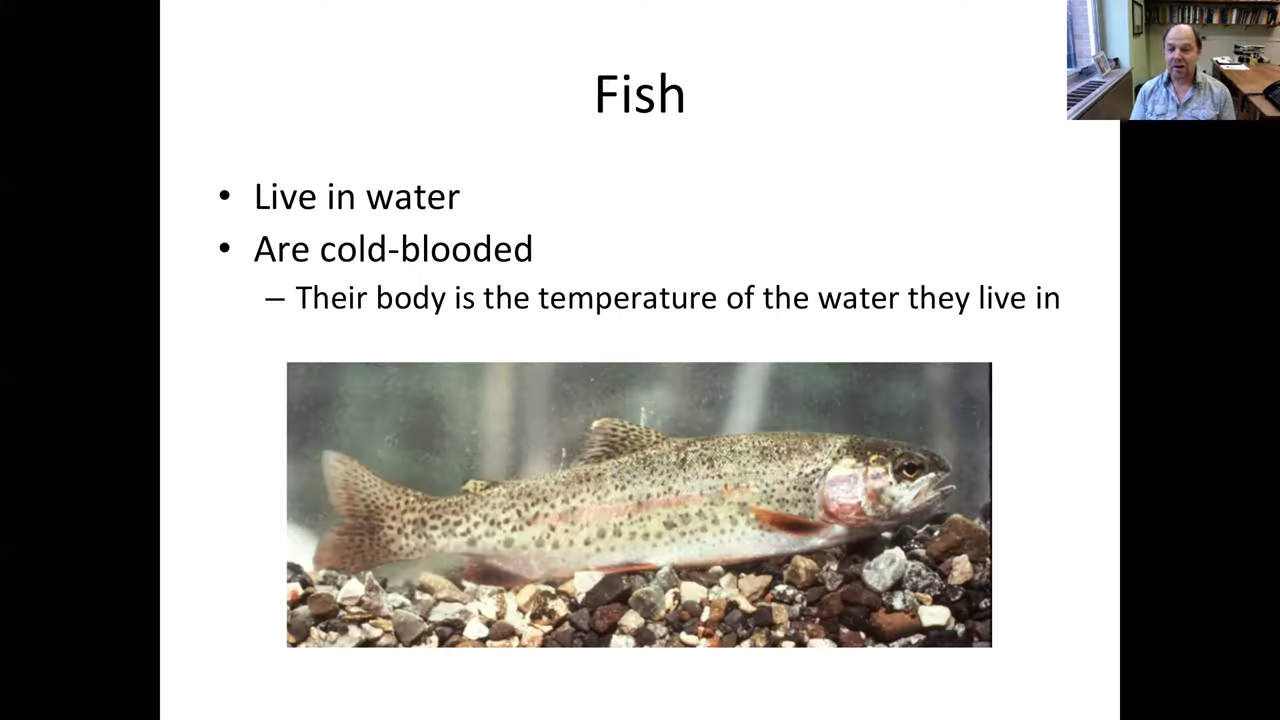 Fish
• Live in water
• Are cold-blooded
– Their body is the temperature of the water they live in